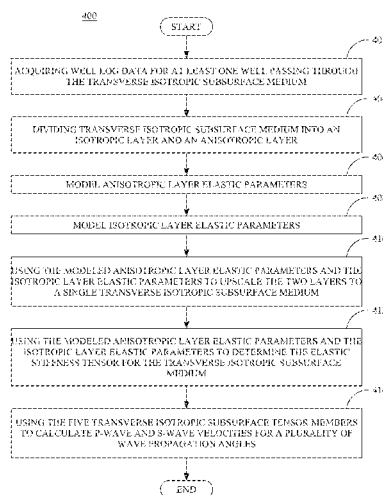 400
START
ACQUIRING WELL LOG DATA FOR AT LEAST ONE WELL PASSING THROUGH
THE TRANSVERSE ISOTROPIC SUBSURFACE MEDIUM
DIVIDING TRANSVERSE ISOTROPIC SUBSURFACE MEDIUM INTO AN
ISOTROPIC LAYER AND AN ANISOTROPIC LAYER
MODEL ANISOTROPIC LAYER ELASTIC PARAMETERS
MODEL ISOTROPIC LAYER ELASTIC PARAMETERS
USING THE MODELED ANISOTROPIC LAYER ELASTIC PARAMETERS AND THE
ISOTROPIC LAYER ELASTIC PARAMETERS TO UPSCALE THE TWO LAYERS TO
A SINGLE TRANSVERSE ISOTROPIC SUBSURFACE MEDIUM
USING THE MODELED ANISOTROPIC LAYER ELASTIC PARAMETERS AND THE
ISOTROPIC LAYER ELASTIC PARAMETERS TO DETERMINE THE ELASTIC
STIFFNESS TENSOR FOR THE TRANSVERSE ISOTROPIC SUBSURFACE
MEDIUM
USING THE FIVE TRANSVERSE ISOTROPIC SUBSURFACE TENSOR MEMBERS
TO CALCULATE P-WAVE AND S-WAVE VELOCITIES FOR A PLURALITY OF
WAVE PROPAGATION ANGLES
END